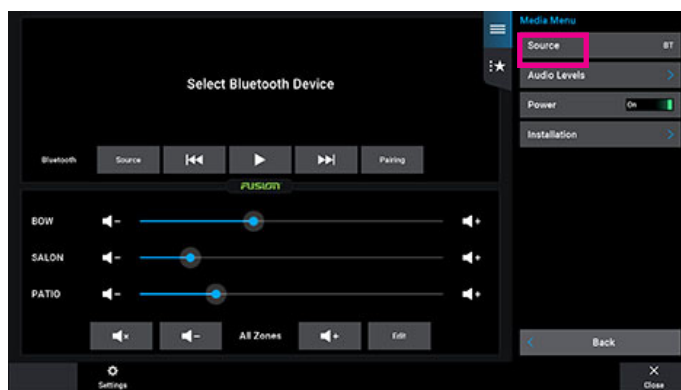 Media Menu
Source BT
Audio Levels
Select Bluetooth Device
Power On
Installation
Bluetooth Source Pairing
FUSION
BOW
SALON
PATIO
All Zones Edit
Back
Settings
Close